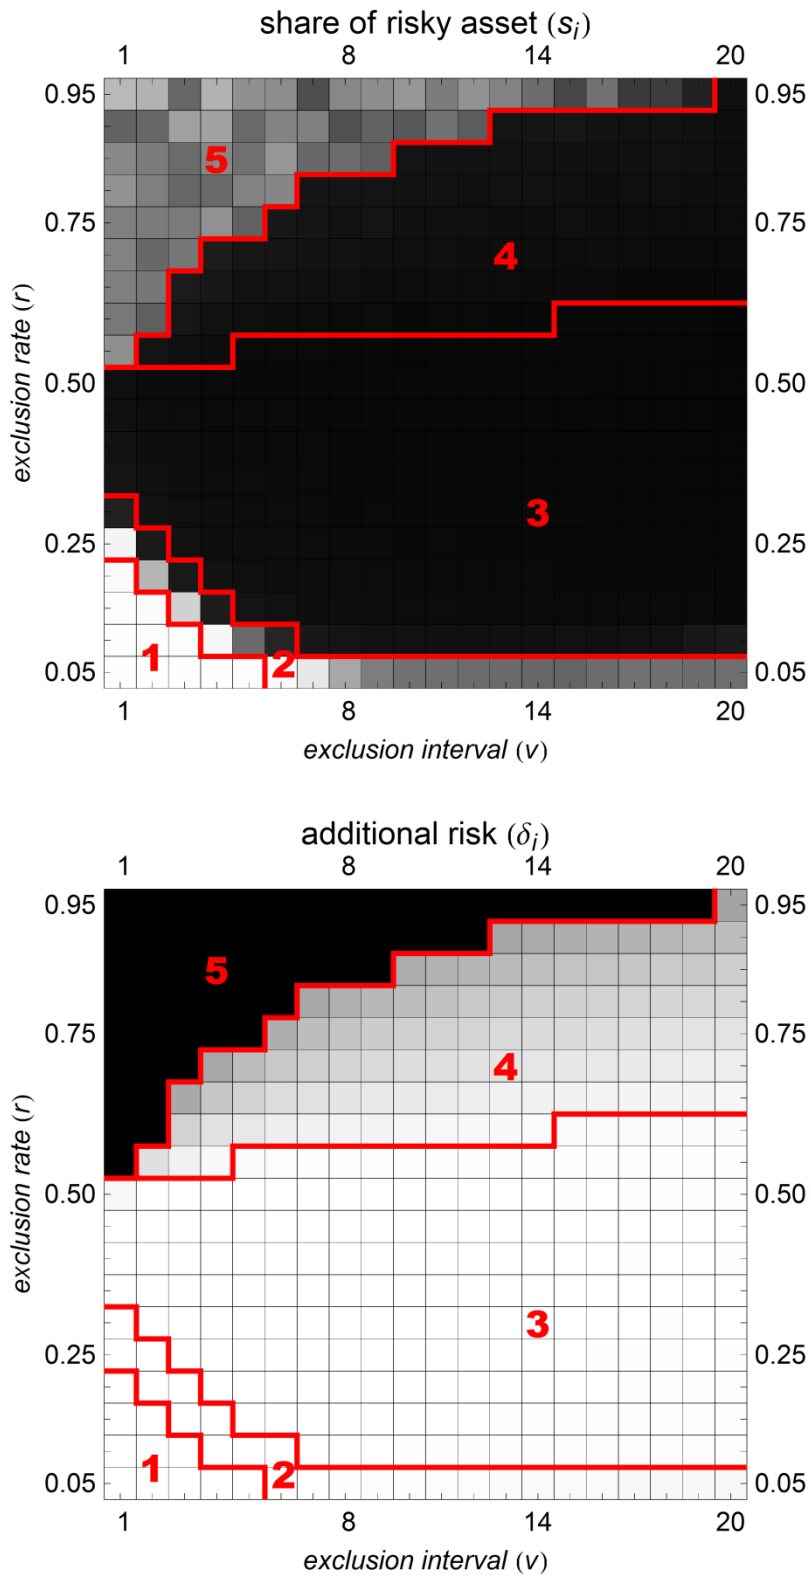 share of risky asset (sᵢ)
1 8 14 20
0.95 0.95
5
0.75 0.75
4
exclusion rate (r)
0.50 0.50
3
0.25 0.25
1 2
0.05 0.05
1 8 14 20
exclusion interval (v)
additional risk (δᵢ)
1 8 14 20
0.95 0.95
5
0.75 0.75
4
exclusion rate (r)
0.50 0.50
3
0.25 0.25
1 2
0.05 0.05
1 8 14 20
exclusion interval (v)